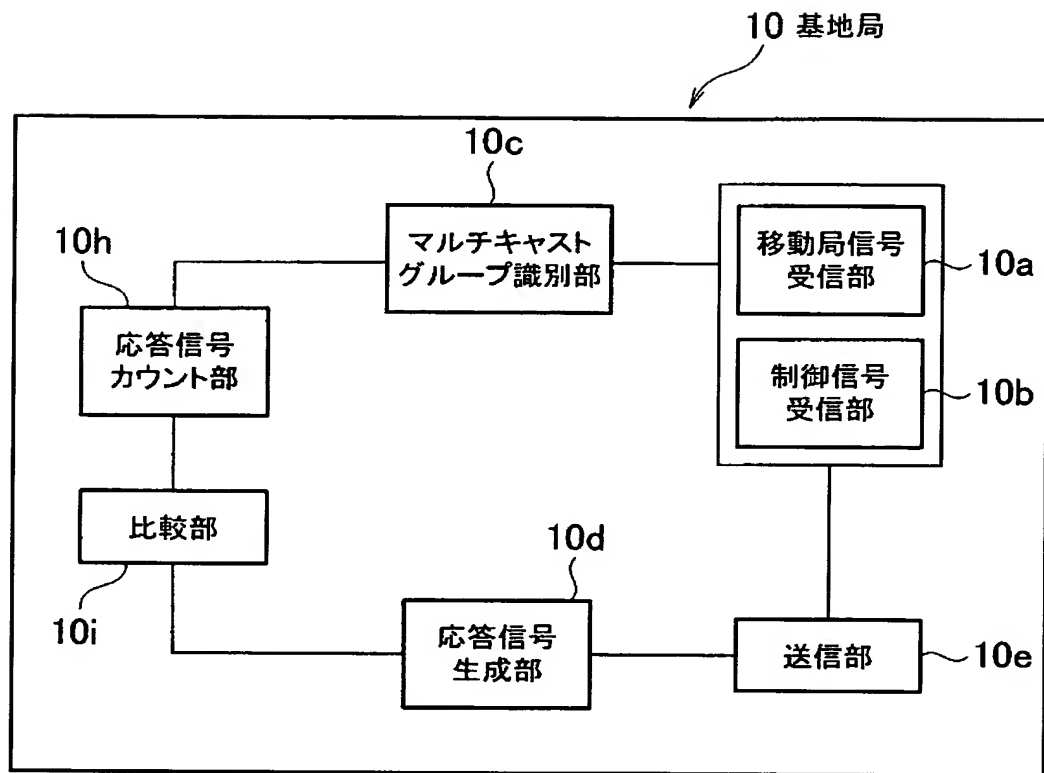 10 基地局
10c
マルチキャスト
グループ識別部
移動局信号
受信部
10a
10h
応答信号
カウント部
制御信号
受信部
10b
比較部
10i
10d
応答信号
生成部
送信部
10e